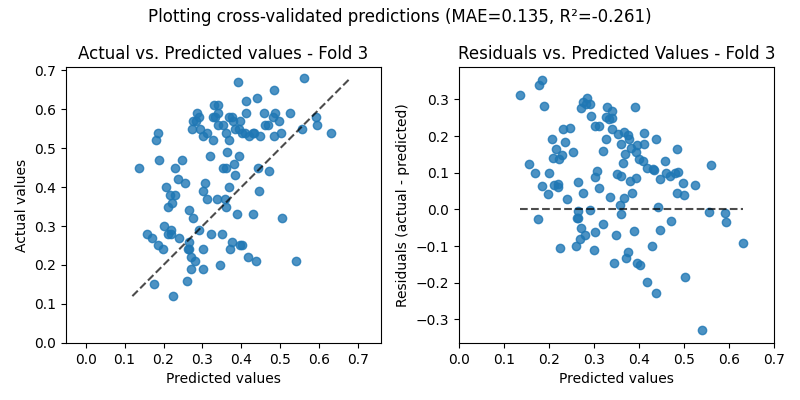 Plotting cross-validated predictions (MAE=0.135, R²=-0.261)
Actual vs. Predicted values - Fold 3
Actual values
0.7
0.6
0.5
0.4
0.3
0.2
0.1
0.0
0.0 0.1 0.2 0.3 0.4 0.5 0.6 0.7
Predicted values
Residuals vs. Predicted Values - Fold 3
Residuals (actual - predicted)
0.3
0.2
0.1
0.0
−0.1
−0.2
−0.3
0.0 0.1 0.2 0.3 0.4 0.5 0.6 0.7
Predicted values